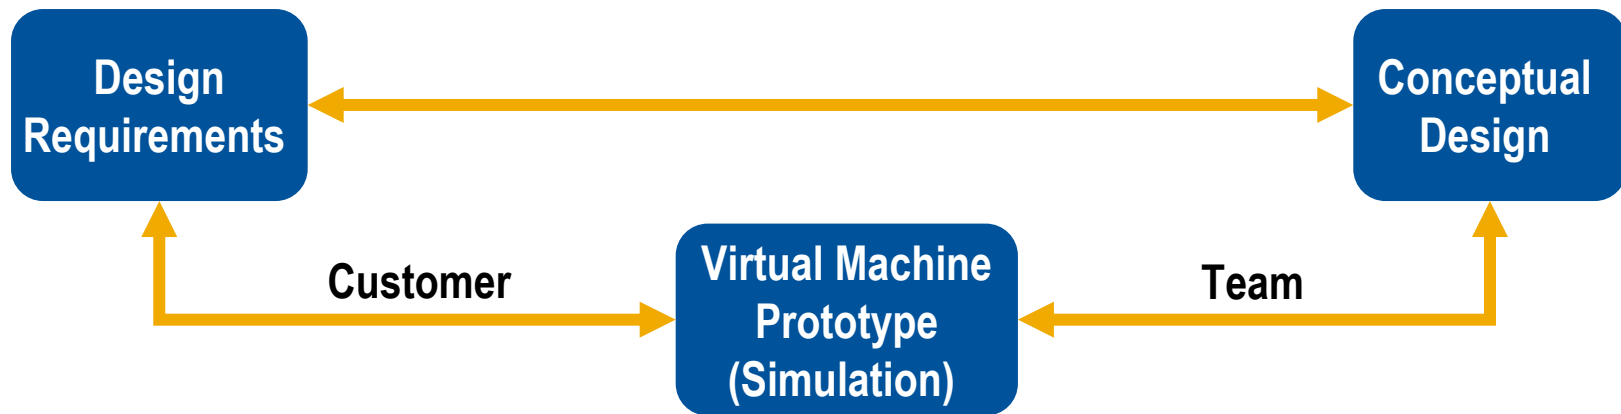 Design
Requirements
Conceptual
Design
Customer
Virtual Machine
Prototype
(Simulation)
Team